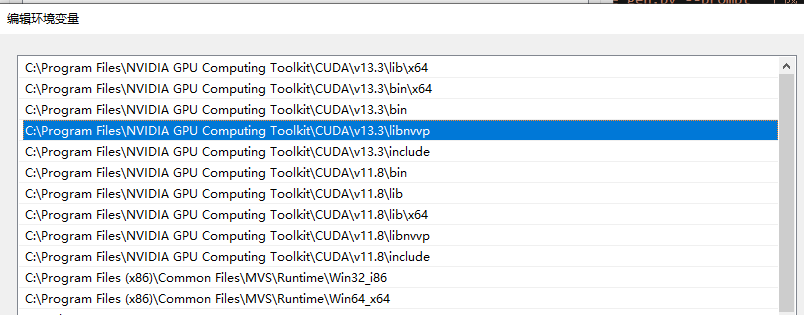 编辑环境变量
C:\Program Files\NVIDIA GPU Computing Toolkit\CUDA\v13.3\lib\x64
C:\Program Files\NVIDIA GPU Computing Toolkit\CUDA\v13.3\bin\x64
C:\Program Files\NVIDIA GPU Computing Toolkit\CUDA\v13.3\bin
C:\Program Files\NVIDIA GPU Computing Toolkit\CUDA\v13.3\libnvvp
C:\Program Files\NVIDIA GPU Computing Toolkit\CUDA\v13.3\include
C:\Program Files\NVIDIA GPU Computing Toolkit\CUDA\v11.8\bin
C:\Program Files\NVIDIA GPU Computing Toolkit\CUDA\v11.8\lib
C:\Program Files\NVIDIA GPU Computing Toolkit\CUDA\v11.8\lib\x64
C:\Program Files\NVIDIA GPU Computing Toolkit\CUDA\v11.8\libnvvp
C:\Program Files\NVIDIA GPU Computing Toolkit\CUDA\v11.8\include
C:\Program Files (x86)\Common Files\MVS\Runtime\Win32_i86
C:\Program Files (x86)\Common Files\MVS\Runtime\Win64_x64